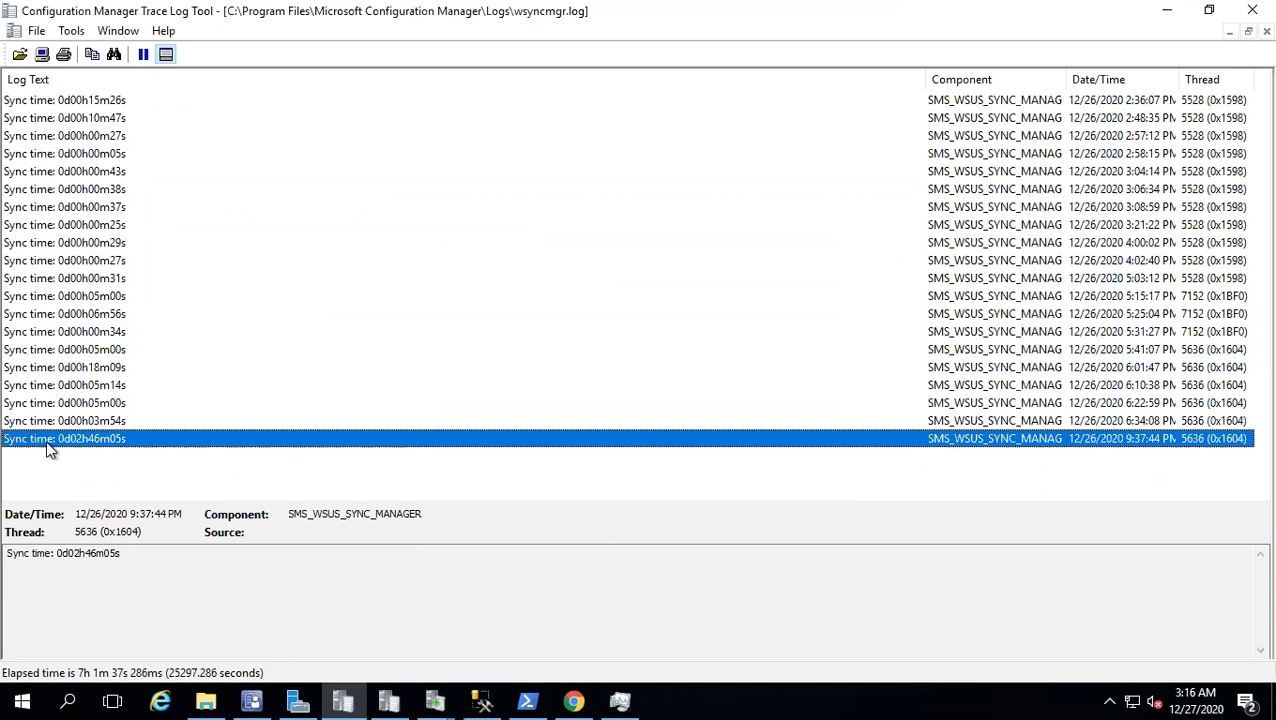 Configuration Manager Trace Log Tool - [C:\Program Files\Microsoft Configuration Manager\Logs\wsyncmgr.log]
File Tools Window Help
Log Text Component Date/Time Thread
Sync time: 0d00h15m26s SMS_WSUS_SYNC_MANAG 12/26/2020 2:36:07 PM 5528 (0x1598)
Sync time: 0d00h10m47s SMS_WSUS_SYNC_MANAG 12/26/2020 2:48:35 PM 5528 (0x1598)
Sync time: 0d00h00m27s SMS_WSUS_SYNC_MANAG 12/26/2020 2:57:12 PM 5528 (0x1598)
Sync time: 0d00h00m05s SMS_WSUS_SYNC_MANAG 12/26/2020 2:58:15 PM 5528 (0x1598)
Sync time: 0d00h00m43s SMS_WSUS_SYNC_MANAG 12/26/2020 3:04:14 PM 5528 (0x1598)
Sync time: 0d00h00m38s SMS_WSUS_SYNC_MANAG 12/26/2020 3:06:34 PM 5528 (0x1598)
Sync time: 0d00h00m37s SMS_WSUS_SYNC_MANAG 12/26/2020 3:08:59 PM 5528 (0x1598)
Sync time: 0d00h00m25s SMS_WSUS_SYNC_MANAG 12/26/2020 3:21:22 PM 5528 (0x1598)
Sync time: 0d00h00m29s SMS_WSUS_SYNC_MANAG 12/26/2020 4:00:02 PM 5528 (0x1598)
Sync time: 0d00h00m27s SMS_WSUS_SYNC_MANAG 12/26/2020 4:02:40 PM 5528 (0x1598)
Sync time: 0d00h00m31s SMS_WSUS_SYNC_MANAG 12/26/2020 5:03:12 PM 5528 (0x1598)
Sync time: 0d00h05m00s SMS_WSUS_SYNC_MANAG 12/26/2020 5:15:17 PM 7152 (0x1BF0)
Sync time: 0d00h06m56s SMS_WSUS_SYNC_MANAG 12/26/2020 5:25:04 PM 7152 (0x1BF0)
Sync time: 0d00h00m34s SMS_WSUS_SYNC_MANAG 12/26/2020 5:31:27 PM 7152 (0x1BF0)
Sync time: 0d00h05m00s SMS_WSUS_SYNC_MANAG 12/26/2020 5:41:07 PM 5636 (0x1604)
Sync time: 0d00h18m09s SMS_WSUS_SYNC_MANAG 12/26/2020 6:01:47 PM 5636 (0x1604)
Sync time: 0d00h05m14s SMS_WSUS_SYNC_MANAG 12/26/2020 6:10:38 PM 5636 (0x1604)
Sync time: 0d00h05m00s SMS_WSUS_SYNC_MANAG 12/26/2020 6:22:59 PM 5636 (0x1604)
Sync time: 0d00h03m54s SMS_WSUS_SYNC_MANAG 12/26/2020 6:34:08 PM 5636 (0x1604)
Sync time: 0d02h46m05s SMS_WSUS_SYNC_MANAG 12/26/2020 9:37:44 PM 5636 (0x1604)
Date/Time: 12/26/2020 9:37:44 PM Component: SMS_WSUS_SYNC_MANAGER
Thread: 5636 (0x1604) Source:
Sync time: 0d02h46m05s
Elapsed time is 7h 1m 37s 286ms (25297.286 seconds)
3:16 AM
12/27/2020
2